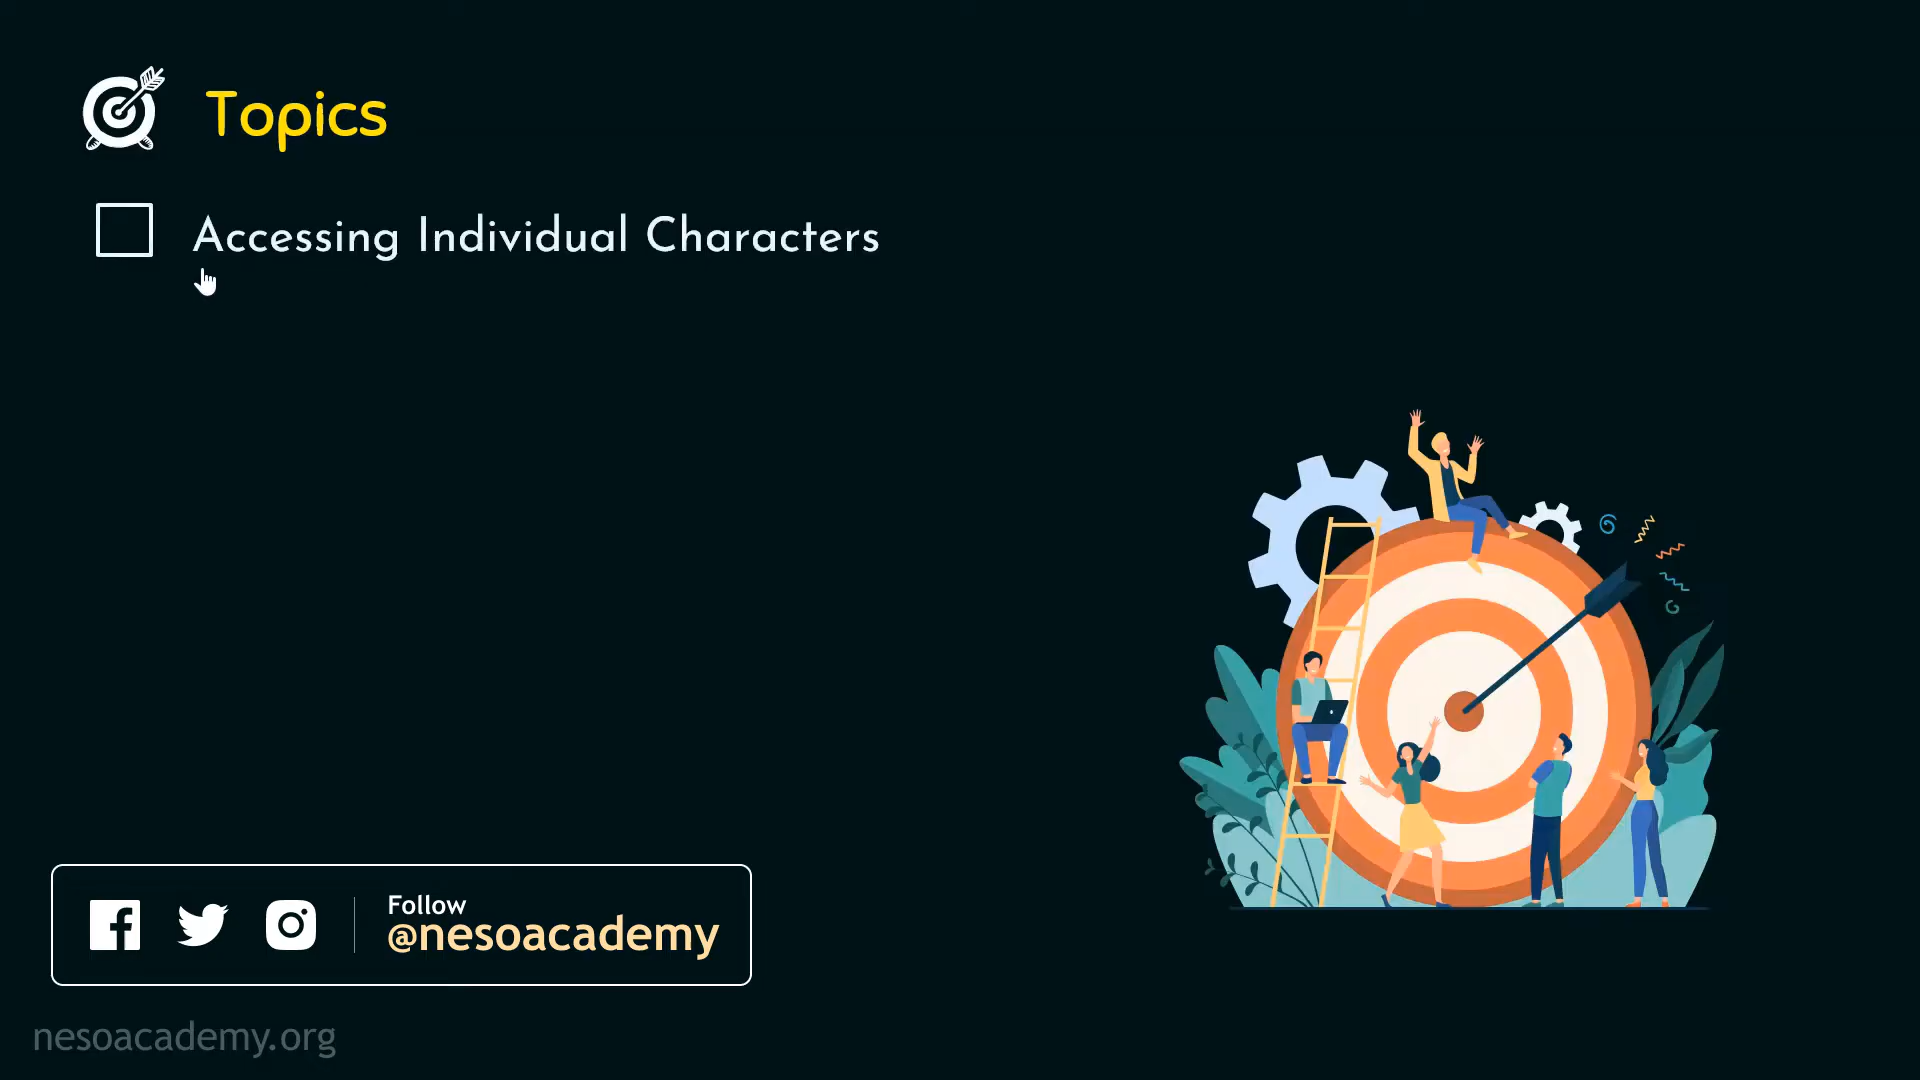 Topics
Accessing Individual Characters
Follow
@nesoacademy
nesoacademy.org